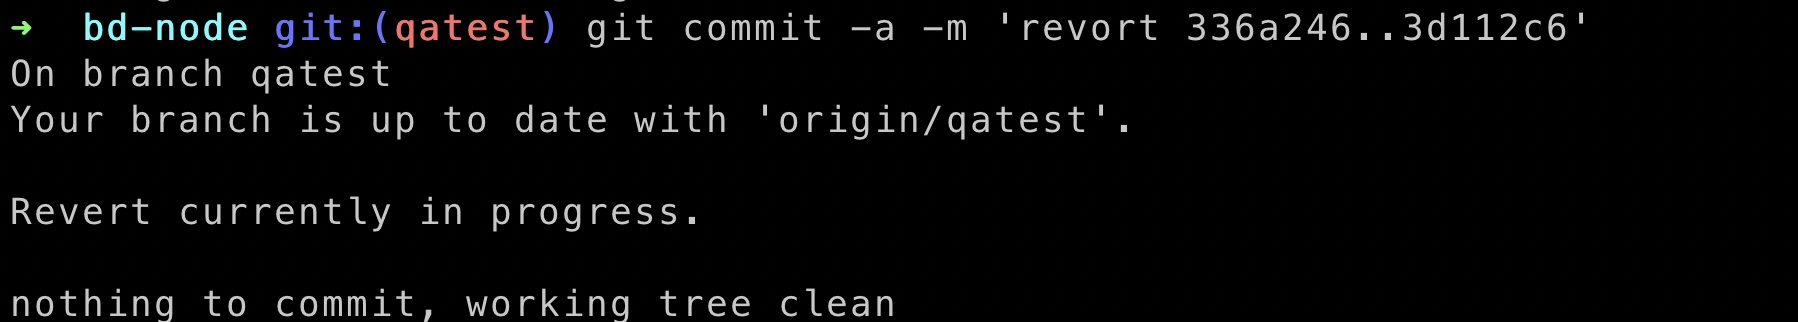 ➜  bd-node git:(qatest) git commit -a -m 'revort 336a246..3d112c6'
On branch qatest
Your branch is up to date with 'origin/qatest'.
Revert currently in progress.
nothing to commit, working tree clean